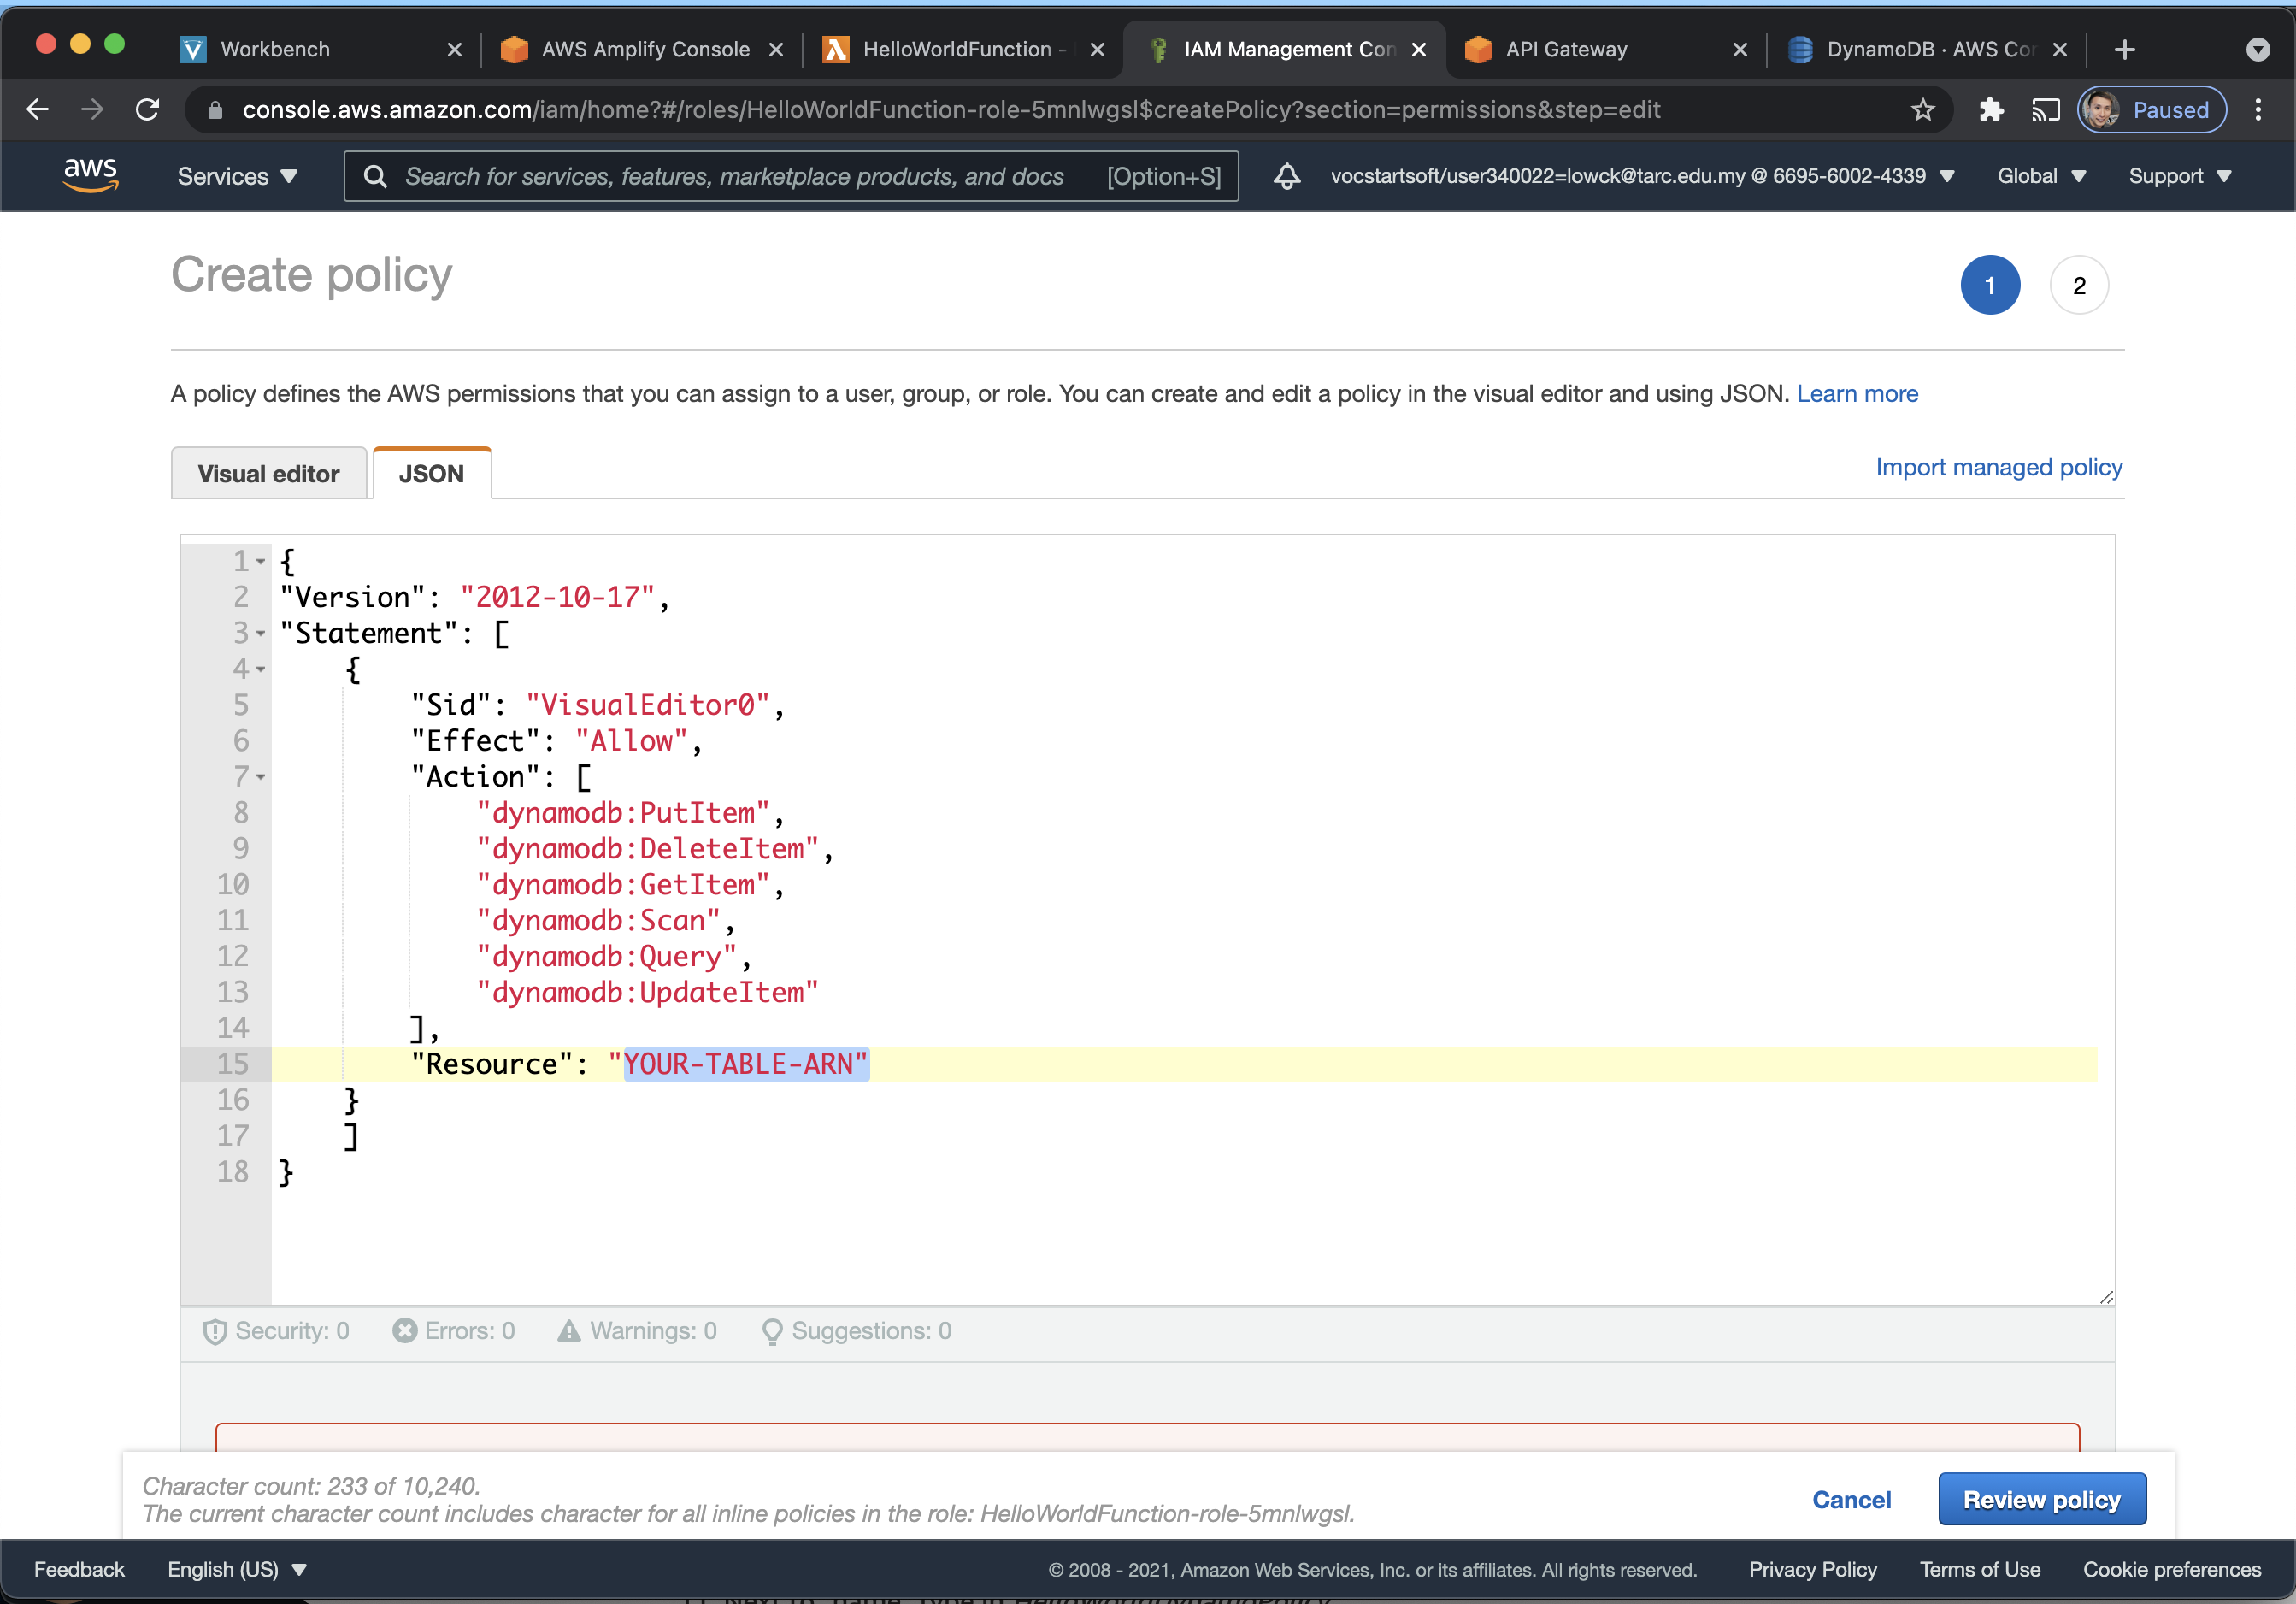 Workbench
AWS Amplify Console
HelloWorldFunction -
IAM Management Con
API Gateway
DynamoDB · AWS Con
console.aws.amazon.com/iam/home?#/roles/HelloWorldFunction-role-5mnlwgsl$createPolicy?section=permissions&step=edit
Paused
aws
Services
Search for services, features, marketplace products, and docs
[Option+S]
vocstartsoft/user340022=lowck@tarc.edu.my @ 6695-6002-4339
Global
Support
Create policy
1
2
A policy defines the AWS permissions that you can assign to a user, group, or role. You can create and edit a policy in the visual editor and using JSON. Learn more
Visual editor
JSON
Import managed policy
1 {
2 "Version": "2012-10-17",
3 "Statement": [
4 {
5 "Sid": "VisualEditor0",
6 "Effect": "Allow",
7 "Action": [
8 "dynamodb:PutItem",
9 "dynamodb:DeleteItem",
10 "dynamodb:GetItem",
11 "dynamodb:Scan",
12 "dynamodb:Query",
13 "dynamodb:UpdateItem"
14 ],
15 "Resource": "YOUR-TABLE-ARN"
16 }
17 ]
18 }
Security: 0
Errors: 0
Warnings: 0
Suggestions: 0
Character count: 233 of 10,240.
The current character count includes character for all inline policies in the role: HelloWorldFunction-role-5mnlwgsl.
Cancel
Review policy
Feedback
English (US)
© 2008 - 2021, Amazon Web Services, Inc. or its affiliates. All rights reserved.
Privacy Policy
Terms of Use
Cookie preferences